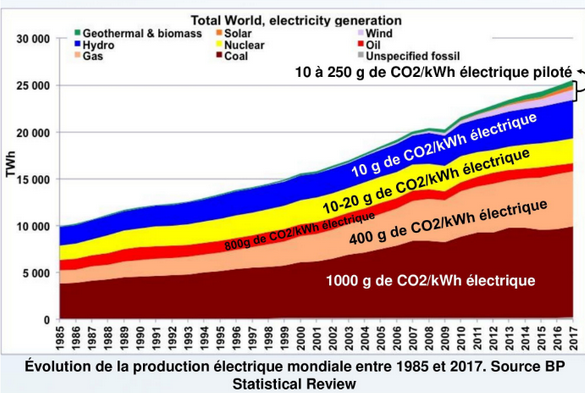 Total World, electricity generation
Geothermal & biomass Solar Wind
Hydro Nuclear Oil
Gas Coal Unspecified fossil
10 à 250 g de CO2/kWh électrique piloté
30 000
25 000
20 000
15 000
10 000
5 000
0
TWh
10 g de CO2/kWh électrique
10-20 g de CO2/kWh électrique
800g de CO2/kWh électrique
400 g de CO2/kWh électrique
1000 g de CO2/kWh électrique
1985 1986 1987 1988 1989 1990 1991 1992 1993 1994 1995 1996 1997 1998 1999 2000 2001 2002 2003 2004 2005 2006 2007 2008 2009 2010 2011 2012 2013 2014 2015 2016 2017
Évolution de la production électrique mondiale entre 1985 et 2017. Source BP
Statistical Review